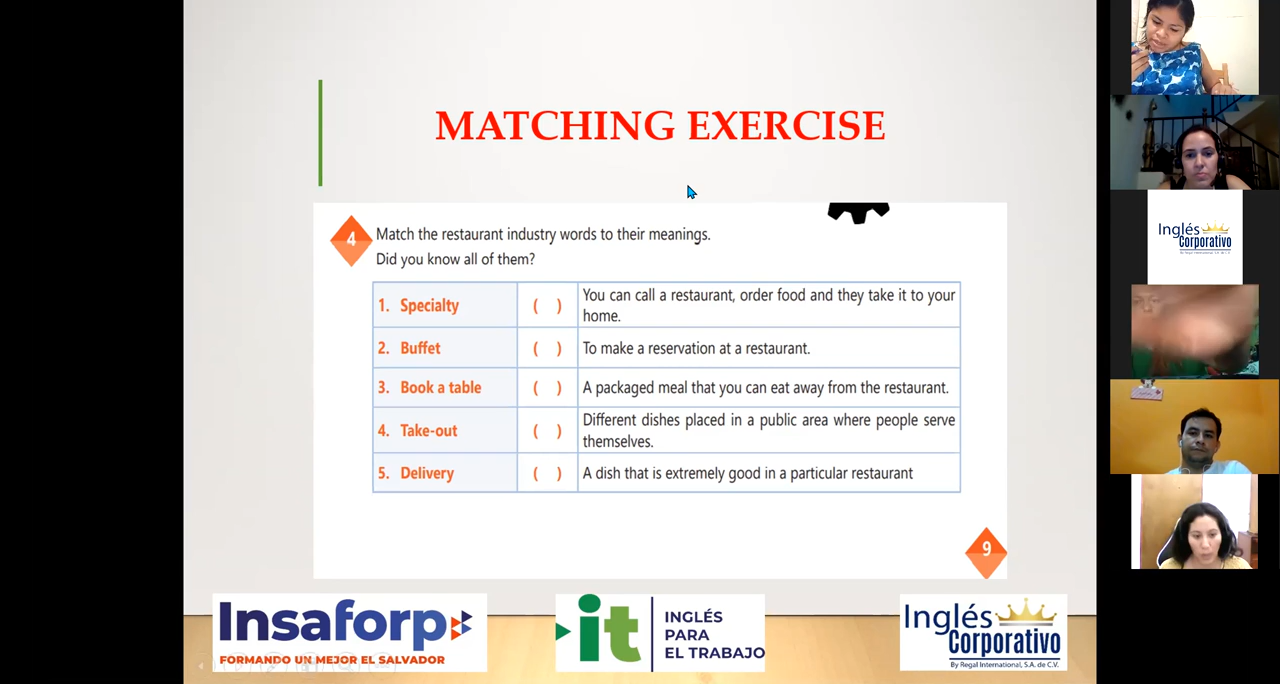 MATCHING EXERCISE
4
Match the restaurant industry words to their meanings.
Did you know all of them?
1. Specialty ( ) You can call a restaurant, order food and they take it to your
home.
2. Buffet ( ) To make a reservation at a restaurant.
3. Book a table ( ) A packaged meal that you can eat away from the restaurant.
4. Take-out ( ) Different dishes placed in a public area where people serve
themselves.
5. Delivery ( ) A dish that is extremely good in a particular restaurant
9
Insaforp
FORMANDO UN MEJOR EL SALVADOR
it
INGLÉS
PARA
EL TRABAJO
Inglés
Corporativo
By Regal International, S.A. de C.V.
Inglés
Corporativo
By Regal International, S.A. de C.V.